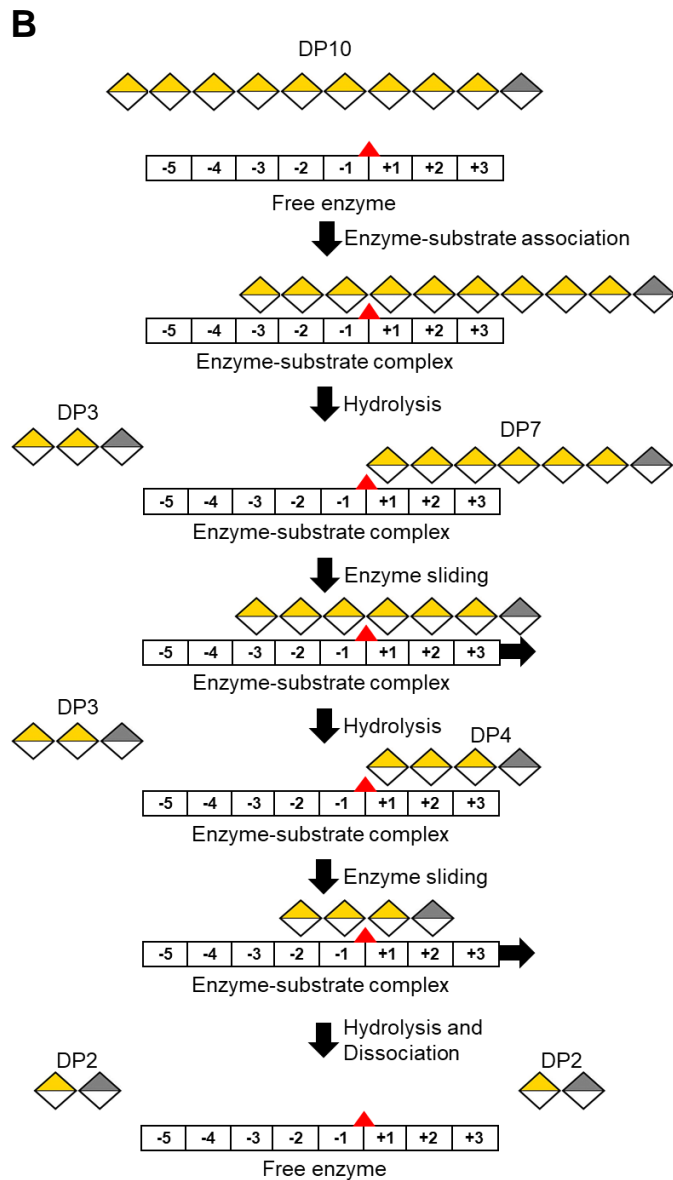 B
DP10
-5 -4 -3 -2 -1 +1 +2 +3
Free enzyme
Enzyme-substrate association
-5 -4 -3 -2 -1 +1 +2 +3
Enzyme-substrate complex
Hydrolysis
DP3
DP7
-5 -4 -3 -2 -1 +1 +2 +3
Enzyme-substrate complex
Enzyme sliding
-5 -4 -3 -2 -1 +1 +2 +3
Enzyme-substrate complex
DP3
Hydrolysis
DP4
-5 -4 -3 -2 -1 +1 +2 +3
Enzyme-substrate complex
Enzyme sliding
-5 -4 -3 -2 -1 +1 +2 +3
Enzyme-substrate complex
Hydrolysis and
Dissociation
DP2
DP2
-5 -4 -3 -2 -1 +1 +2 +3
Free enzyme